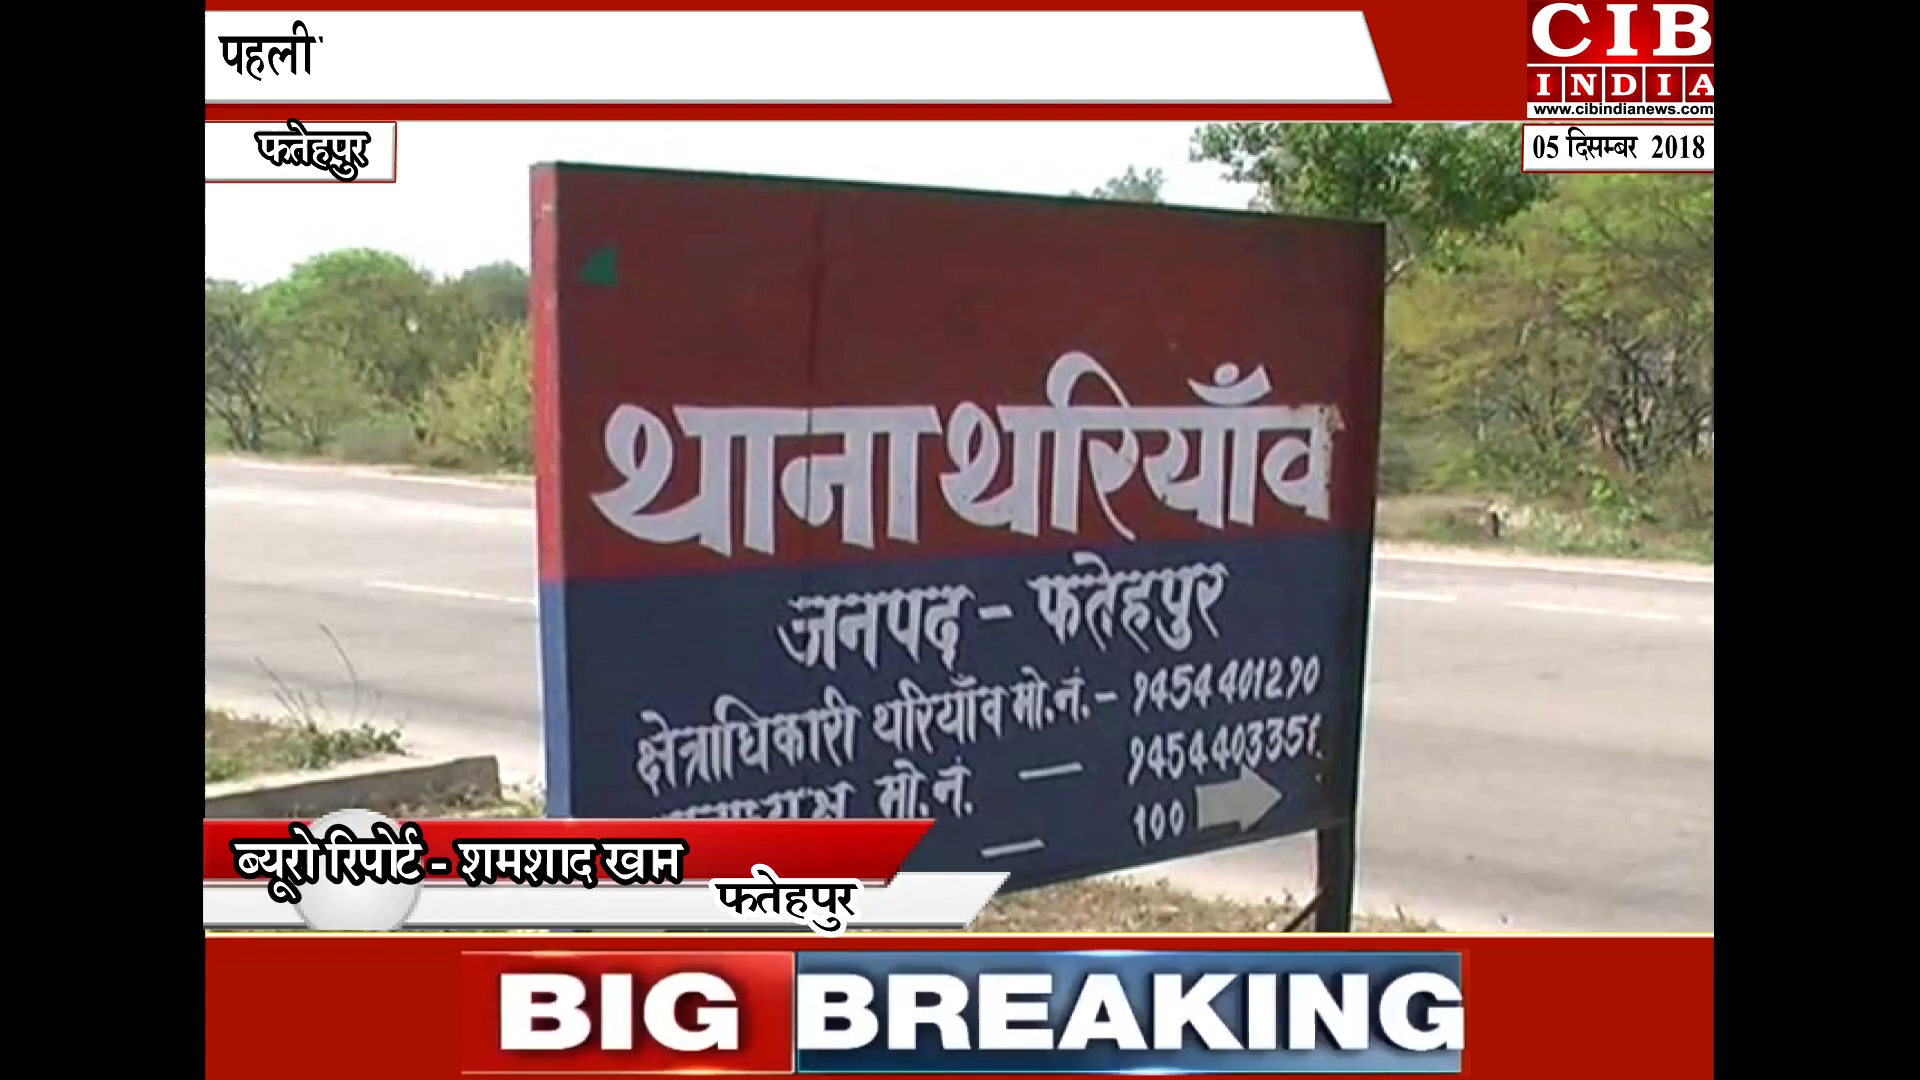 पहली
CIB
INDIA
www.cibindianews.com
फतेहपुर
05 दिसम्बर 2018
थाना थरियाँव
जनपद - फतेहपुर
क्षेत्राधिकारी थरियाँव मो.नं. - 9454401290
मो.नं. — 9454403358
— 100
ब्यूरो रिपोर्ट - शमशाद खान
फतेहपुर
BIG BREAKING